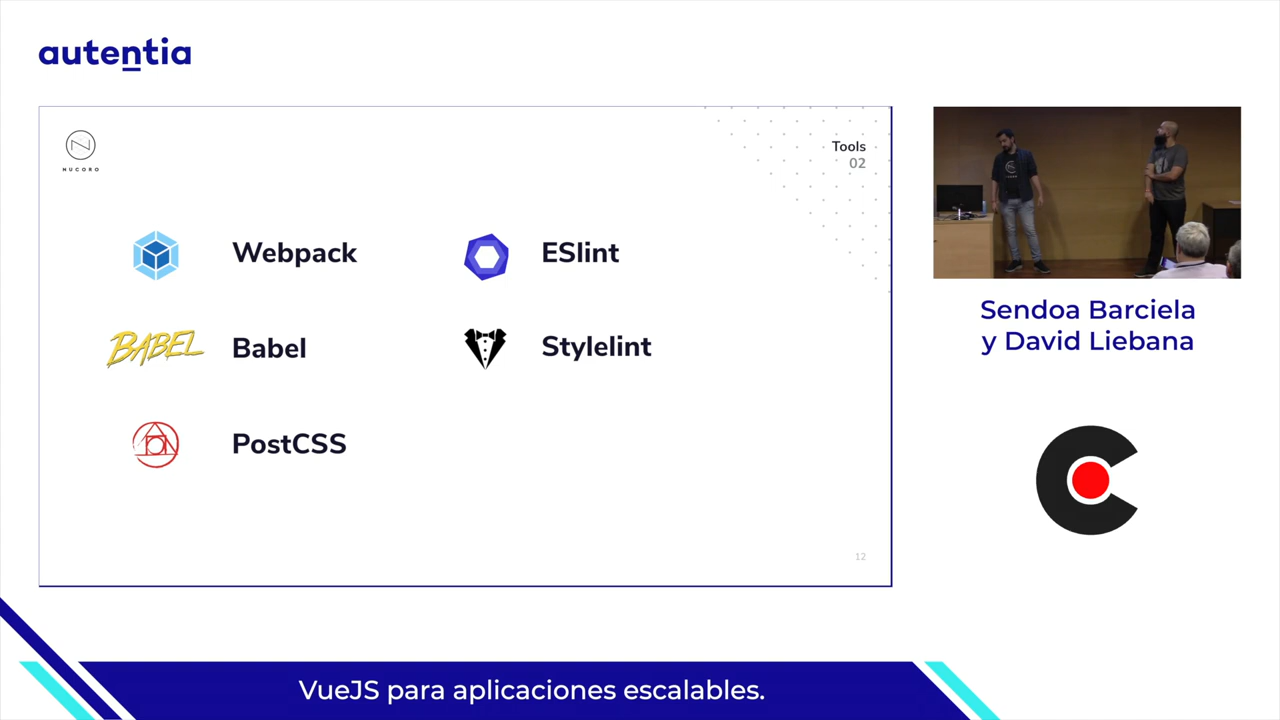 autentia
NUCORO
Tools
02
Webpack
ESlint
BABEL
Babel
Stylelint
PostCSS
12
Sendoa Barciela
y David Liebana
VueJS para aplicaciones escalables.